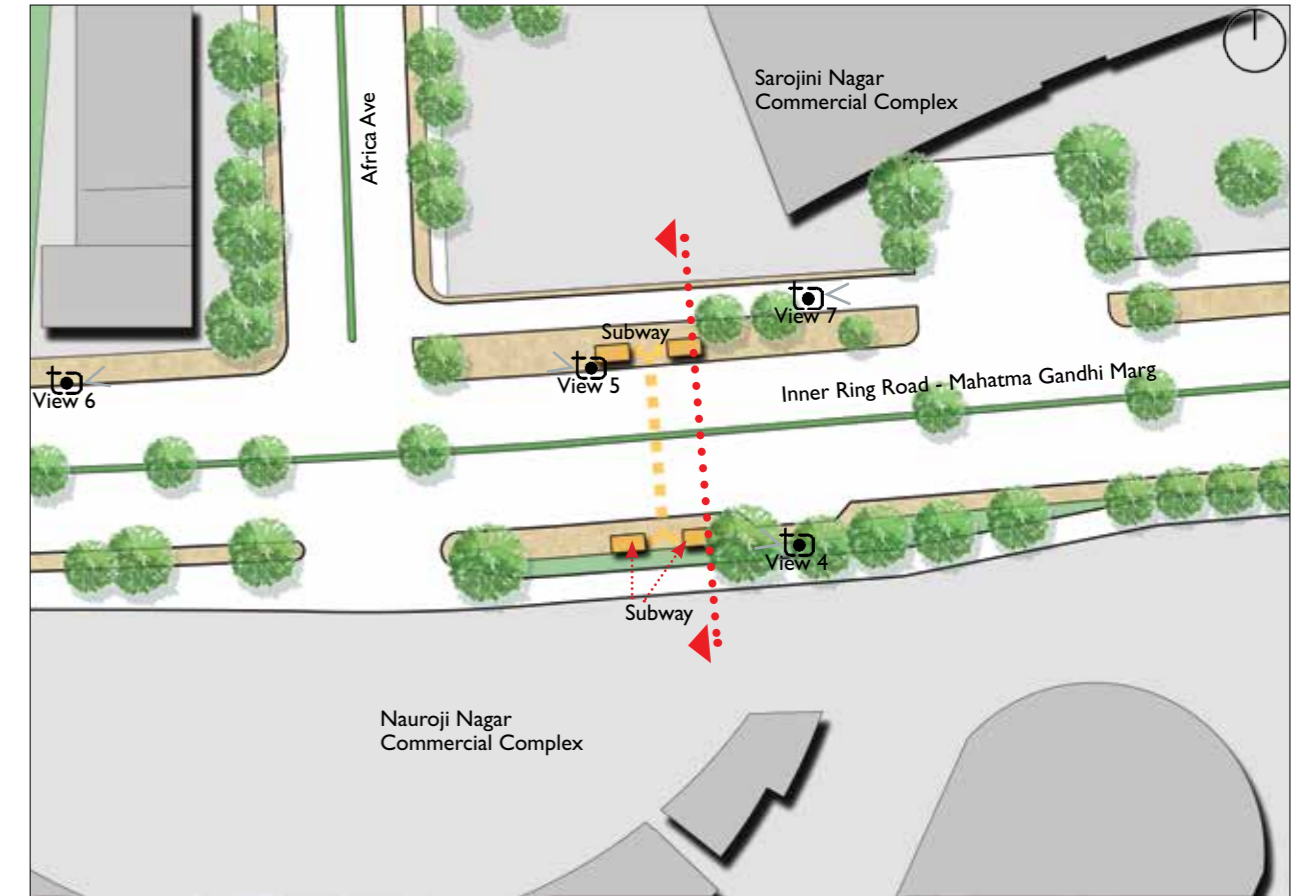 Sarojini Nagar
Commercial Complex
Africa Ave
View 7
Subway
View 5
View 6
Inner Ring Road - Mahatma Gandhi Marg
View 4
Subway
Nauroji Nagar
Commercial Complex